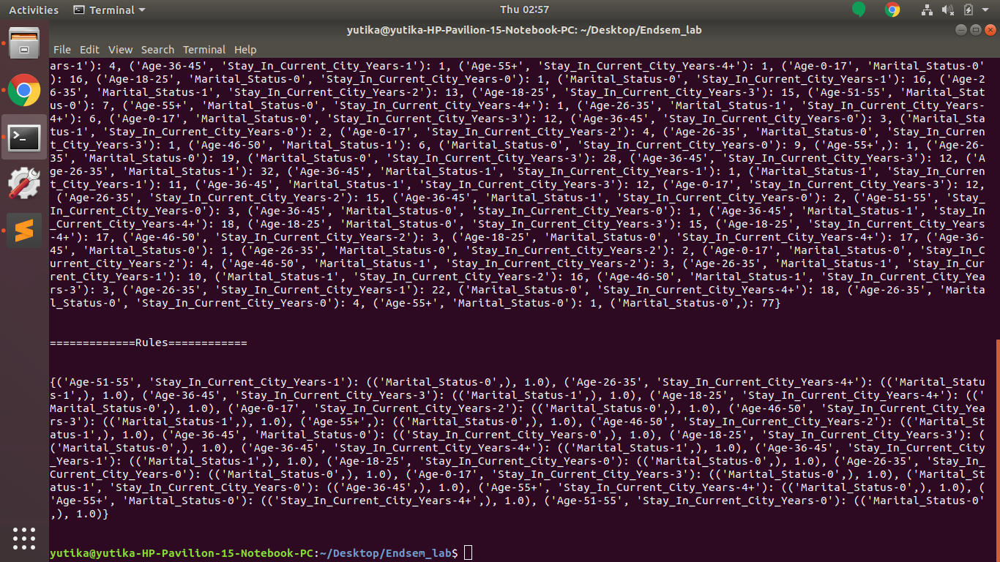 Activities Terminal Thu 02:57
yutika@yutika-HP-Pavilion-15-Notebook-PC: ~/Desktop/Endsem_lab
File Edit View Search Terminal Help
ars-1'): 4, ('Age-36-45', 'Stay_In_Current_City_Years-1'): 1, ('Age-55+', 'Stay_In_Current_City_Years-4+'): 1, ('Age-0-17', 'Marital_Status-0'
): 16, ('Age-18-25', 'Marital_Status-0', 'Stay_In_Current_City_Years-0'): 1, ('Marital_Status-0', 'Stay_In_Current_City_Years-1'): 16, ('Age-2
6-35', 'Marital_Status-1', 'Stay_In_Current_City_Years-2'): 13, ('Age-18-25', 'Stay_In_Current_City_Years-3'): 15, ('Age-51-55', 'Marital_Stat
us-0'): 7, ('Age-55+', 'Marital_Status-0', 'Stay_In_Current_City_Years-4+'): 1, ('Age-26-35', 'Marital_Status-1', 'Stay_In_Current_City_Years-
4+'): 6, ('Age-0-17', 'Marital_Status-0', 'Stay_In_Current_City_Years-3'): 12, ('Age-36-45', 'Stay_In_Current_City_Years-0'): 3, ('Marital_Sta
tus-1', 'Stay_In_Current_City_Years-0'): 2, ('Age-0-17', 'Stay_In_Current_City_Years-2'): 4, ('Age-26-35', 'Marital_Status-0', 'Stay_In_Curren
t_City_Years-3'): 1, ('Age-46-50', 'Marital_Status-1'): 6, ('Marital_Status-0', 'Stay_In_Current_City_Years-0'): 9, ('Age-55+',): 1, ('Age-26-
35', 'Marital_Status-0'): 19, ('Marital_Status-0', 'Stay_In_Current_City_Years-3'): 28, ('Age-36-45', 'Stay_In_Current_City_Years-3'): 12, ('A
ge-26-35', 'Marital_Status-1'): 32, ('Age-36-45', 'Marital_Status-1', 'Stay_In_Current_City_Years-1'): 1, ('Marital_Status-1', 'Stay_In_Curren
t_City_Years-1'): 11, ('Age-36-45', 'Marital_Status-1', 'Stay_In_Current_City_Years-3'): 12, ('Age-0-17', 'Stay_In_Current_City_Years-3'): 12,
('Age-26-35', 'Stay_In_Current_City_Years-2'): 15, ('Age-36-45', 'Marital_Status-1', 'Stay_In_Current_City_Years-0'): 2, ('Age-51-55', 'Stay_
In_Current_City_Years-0'): 3, ('Age-36-45', 'Marital_Status-0', 'Stay_In_Current_City_Years-0'): 1, ('Age-36-45', 'Marital_Status-1', 'Stay_In
_Current_City_Years-4+'): 18, ('Age-18-25', 'Marital_Status-0', 'Stay_In_Current_City_Years-3'): 15, ('Age-18-25', 'Stay_In_Current_City_Years
-4+'): 17, ('Age-46-50', 'Stay_In_Current_City_Years-2'): 3, ('Age-18-25', 'Marital_Status-0', 'Stay_In_Current_City_Years-4+'): 17, ('Age-36-
45', 'Marital_Status-0'): 1, ('Age-26-35', 'Marital_Status-0', 'Stay_In_Current_City_Years-2'): 2, ('Age-0-17', 'Marital_Status-0', 'Stay_In_C
urrent_City_Years-2'): 4, ('Age-46-50', 'Marital_Status-1', 'Stay_In_Current_City_Years-2'): 3, ('Age-26-35', 'Marital_Status-1', 'Stay_In_Cur
rent_City_Years-1'): 10, ('Marital_Status-1', 'Stay_In_Current_City_Years-2'): 16, ('Age-46-50', 'Marital_Status-1', 'Stay_In_Current_City_Yea
rs-3'): 3, ('Age-26-35', 'Stay_In_Current_City_Years-1'): 22, ('Marital_Status-0', 'Stay_In_Current_City_Years-4+'): 18, ('Age-26-35', 'Marita
l_Status-0', 'Stay_In_Current_City_Years-0'): 4, ('Age-55+', 'Marital_Status-0'): 1, ('Marital_Status-0',): 77}
=============Rules============
{('Age-51-55', 'Stay_In_Current_City_Years-1'): (('Marital_Status-0',), 1.0), ('Age-26-35', 'Stay_In_Current_City_Years-4+'): (('Marital_Statu
s-1',), 1.0), ('Age-36-45', 'Stay_In_Current_City_Years-3'): (('Marital_Status-1',), 1.0), ('Age-18-25', 'Stay_In_Current_City_Years-4+'): (('
Marital_Status-0',), 1.0), ('Age-0-17', 'Stay_In_Current_City_Years-2'): (('Marital_Status-0',), 1.0), ('Age-46-50', 'Stay_In_Current_City_Yea
rs-3'): (('Marital_Status-1',), 1.0), ('Age-55+',): (('Marital_Status-0',), 1.0), ('Age-46-50', 'Stay_In_Current_City_Years-2'): (('Marital_St
atus-1',), 1.0), ('Age-36-45', 'Marital_Status-0'): (('Stay_In_Current_City_Years-0',), 1.0), ('Age-18-25', 'Stay_In_Current_City_Years-3'): (
('Marital_Status-0',), 1.0), ('Age-36-45', 'Stay_In_Current_City_Years-4+'): (('Marital_Status-1',), 1.0), ('Age-36-45', 'Stay_In_Current_City
_Years-1'): (('Marital_Status-1',), 1.0), ('Age-18-25', 'Stay_In_Current_City_Years-0'): (('Marital_Status-0',), 1.0), ('Age-26-35', 'Stay_In_
Current_City_Years-0'): (('Marital_Status-0',), 1.0), ('Age-0-17', 'Stay_In_Current_City_Years-3'): (('Marital_Status-0',), 1.0), ('Marital_St
atus-1', 'Stay_In_Current_City_Years-0'): (('Age-36-45',), 1.0), ('Age-55+', 'Stay_In_Current_City_Years-4+'): (('Marital_Status-0',), 1.0), (
'Age-55+', 'Marital_Status-0'): (('Stay_In_Current_City_Years-4+',), 1.0), ('Age-51-55', 'Stay_In_Current_City_Years-0'): (('Marital_Status-0'
,), 1.0)}
yutika@yutika-HP-Pavilion-15-Notebook-PC:~/Desktop/Endsem_lab$